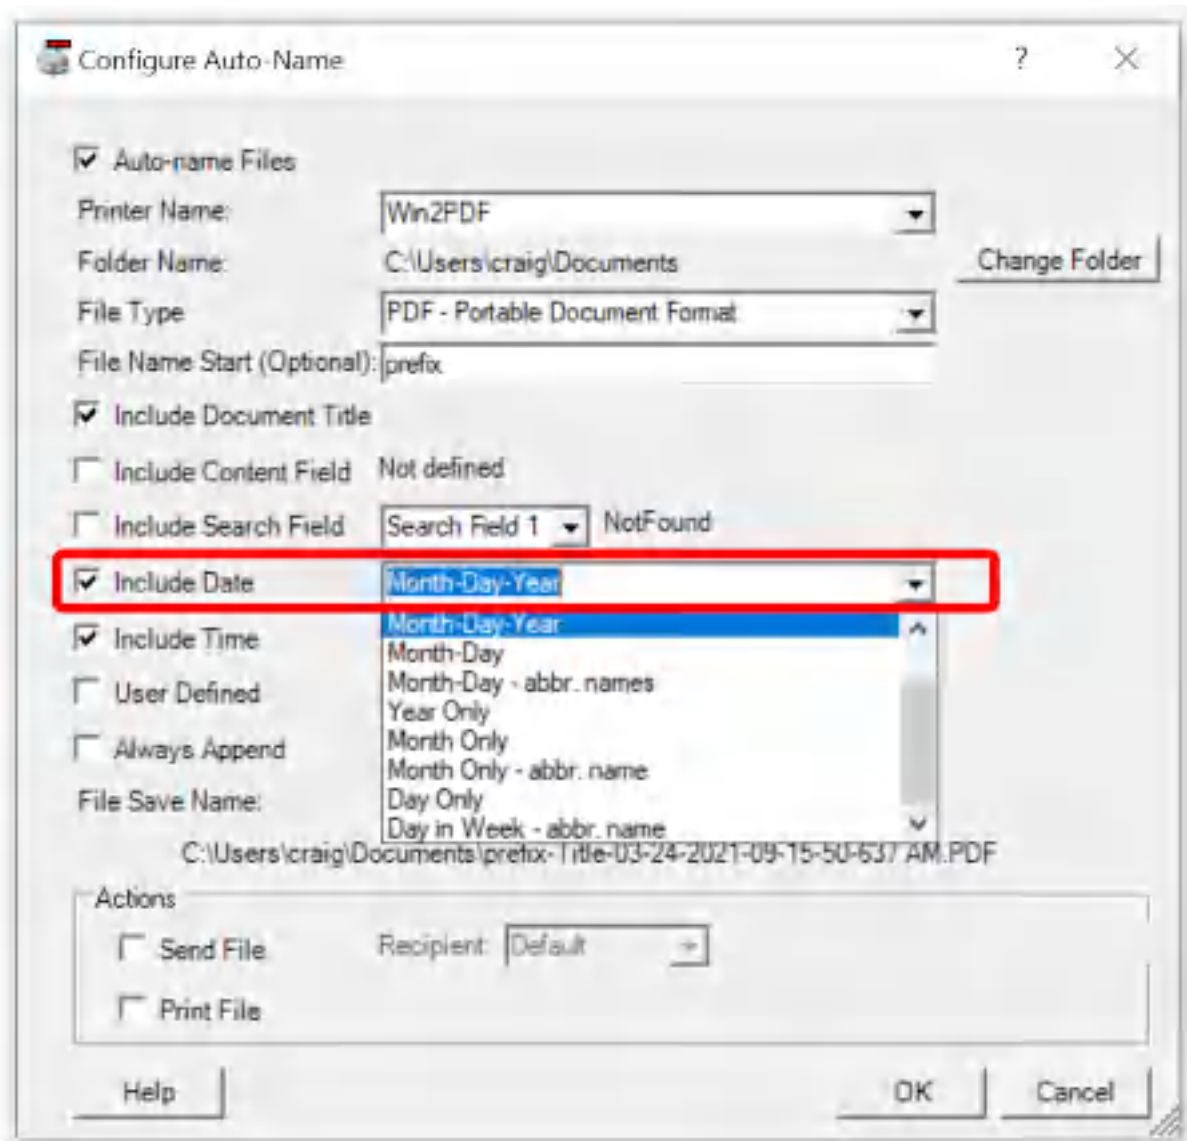 Configure Auto-Name ?
Auto-name Files
Printer Name: Win2PDF
Folder Name: C:\Users\craig\Documents Change Folder
File Type PDF - Portable Document Format
File Name Start (Optional): prefix
Include Document Title
Include Content Field Not defined
Include Search Field Search Field 1 NotFound
Include Date Month-Day-Year
Month-Day-Year
Include Time
Month-Day
Month-Day - abbr. names
User Defined
Year Only
Month Only
Always Append
Month Only - abbr. name
File Save Name:
Day Only
Day in Week - abbr. name
C:\Users\craig\Documents\prefix-Title-03-24-2021-09-15-50-637 AM.PDF
Actions
Send File Recipient: Default
Print File
Help OK Cancel